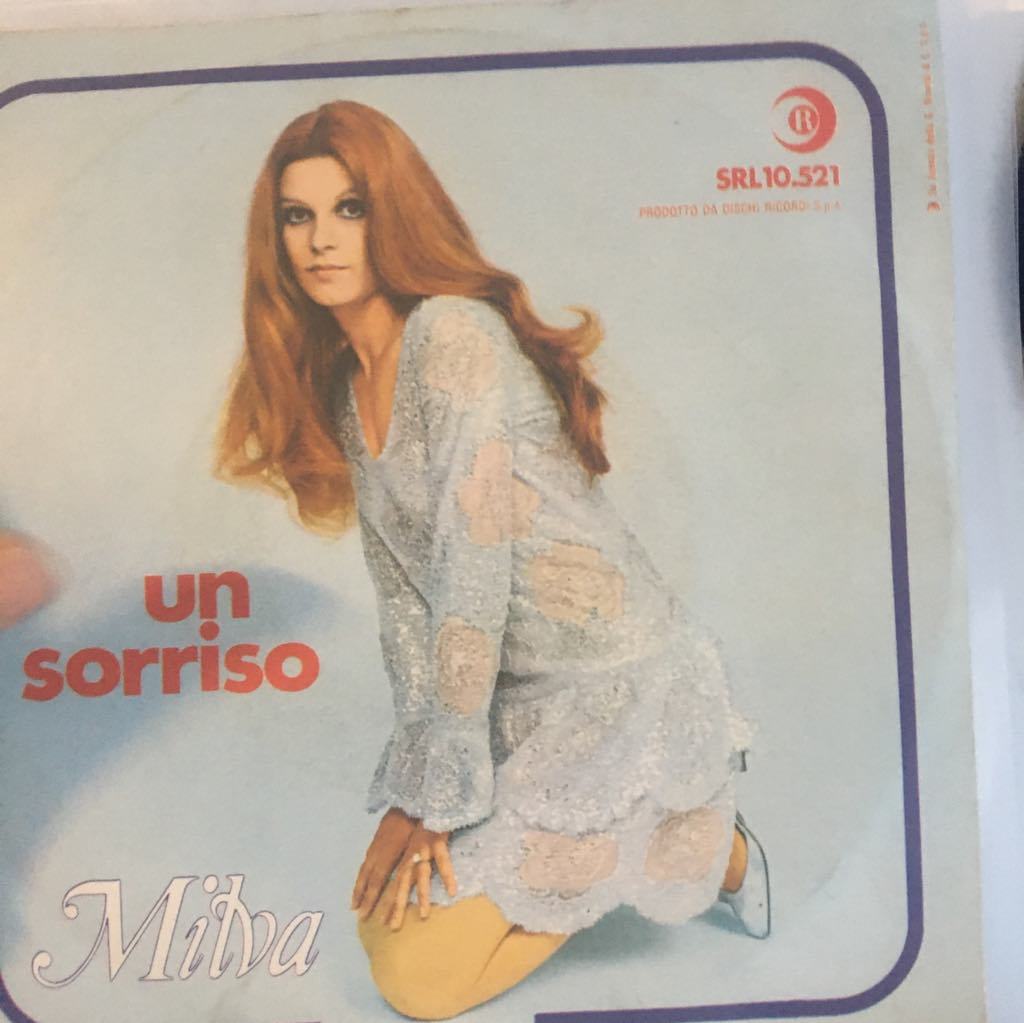 R
SRL10.521
PRODOTTO DA DISCHI RICORDI S.p.A.
un
sorriso
Milva